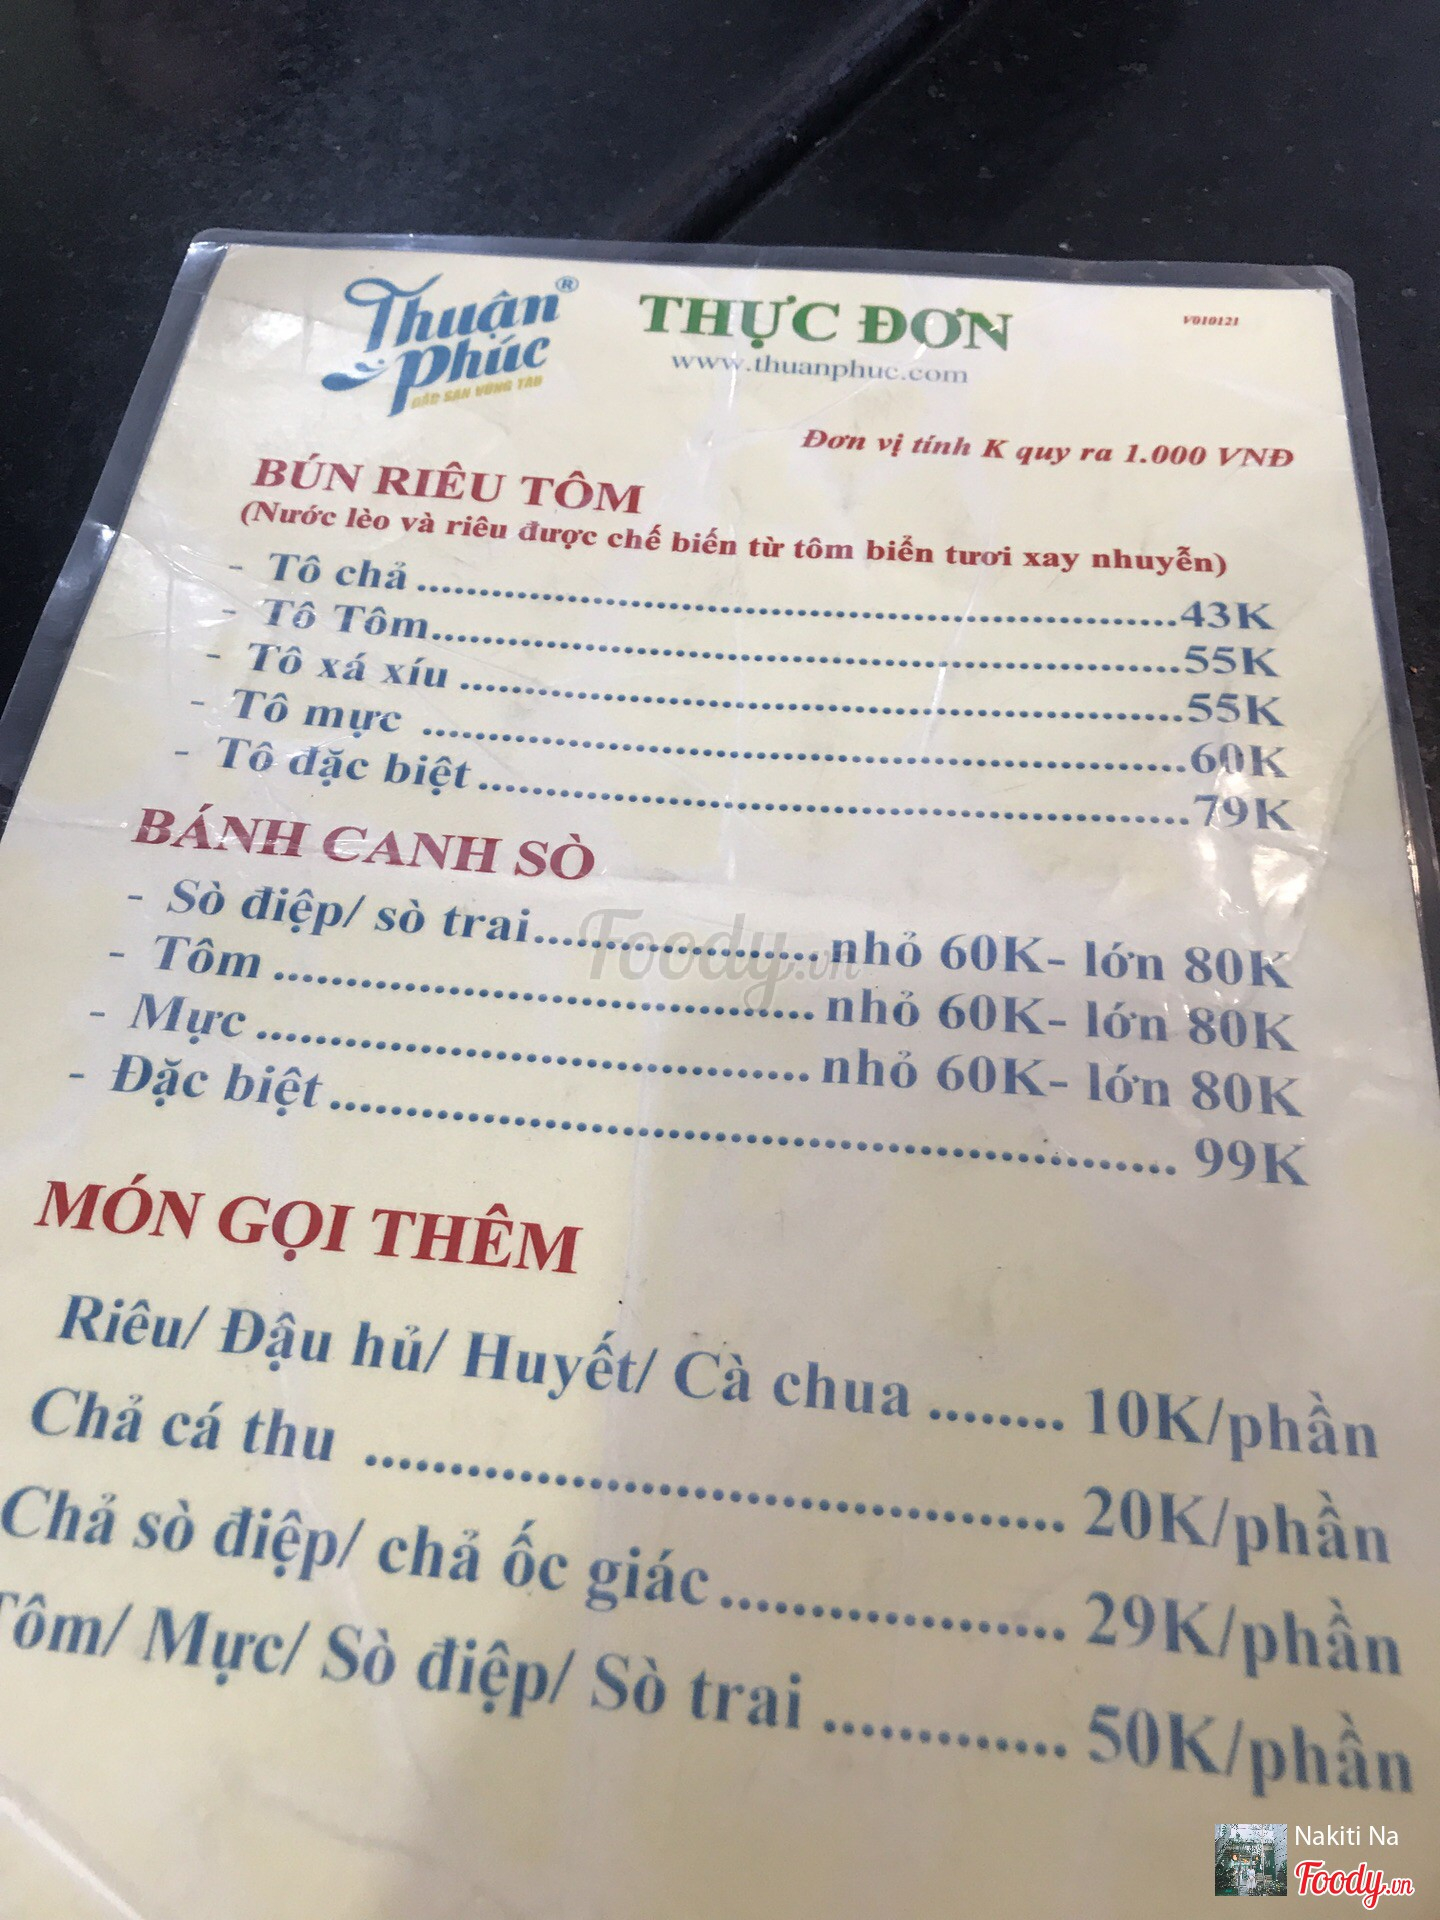 Thuận Phúc ®
ĐẶC SẢN VŨNG TÀU
THỰC ĐƠN
www.thuanphuc.com
V010121
Đơn vị tính K quy ra 1.000 VNĐ
BÚN RIÊU TÔM
(Nước lèo và riêu được chế biến từ tôm biển tươi xay nhuyễn)
- Tô chả ........ 43K
- Tô Tôm ........ 55K
- Tô xá xíu ........ 55K
- Tô mực ........ 60K
- Tô đặc biệt ........ 79K
BÁNH CANH SÒ
- Sò điệp/ sò trai ........ nhỏ 60K- lớn 80K
- Tôm ........ nhỏ 60K- lớn 80K
- Mực ........ nhỏ 60K- lớn 80K
- Đặc biệt ........ 99K
MÓN GỌI THÊM
Riêu/ Đậu hủ/ Huyết/ Cà chua ........ 10K/phần
Chả cá thu ........ 20K/phần
Chả sò điệp/ chả ốc giác ........ 29K/phần
Tôm/ Mực/ Sò điệp/ Sò trai ........ 50K/phần
Foody.vn
Nakiti Na
Foody.vn